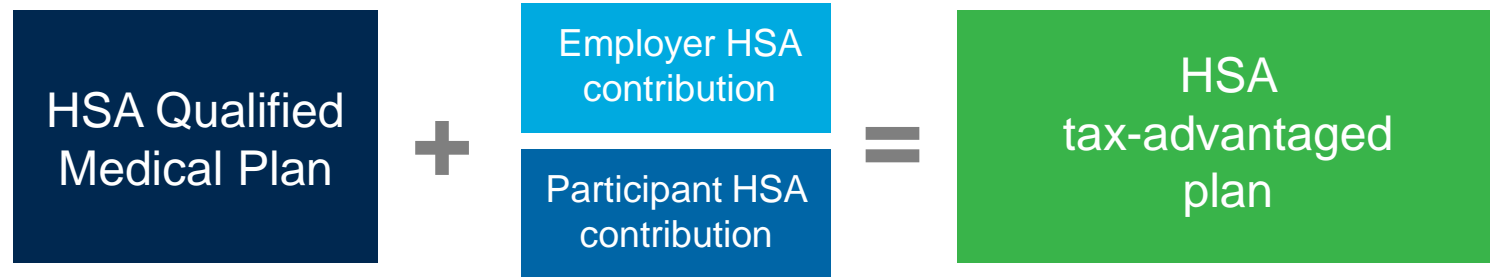 HSA Qualified
Medical Plan
+
Employer HSA
contribution
Participant HSA
contribution
=
HSA
tax-advantaged
plan